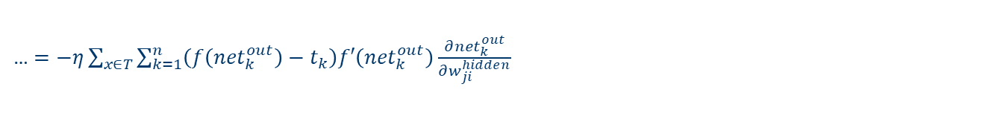 ... = −η ∑_{x∈T} ∑_{k=1}^{n} (f(net_k^{out}) − t_k) f′(net_k^{out}) ∂net_k^{out} / ∂w_{ji}^{hidden}